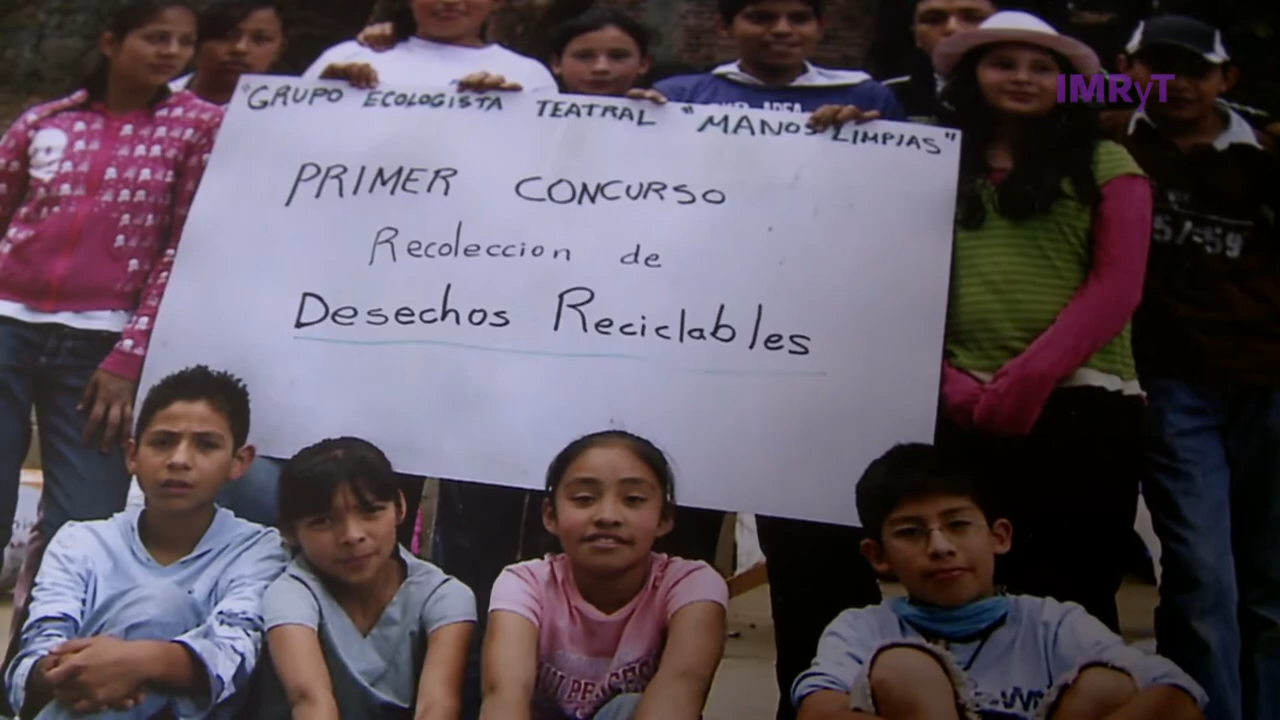 "GRUPO ECOLOGISTA TEATRAL "MANOS LIMPIAS"
PRIMER CONCURSO
Recoleccion de
Desechos Reciclables
IMRyT